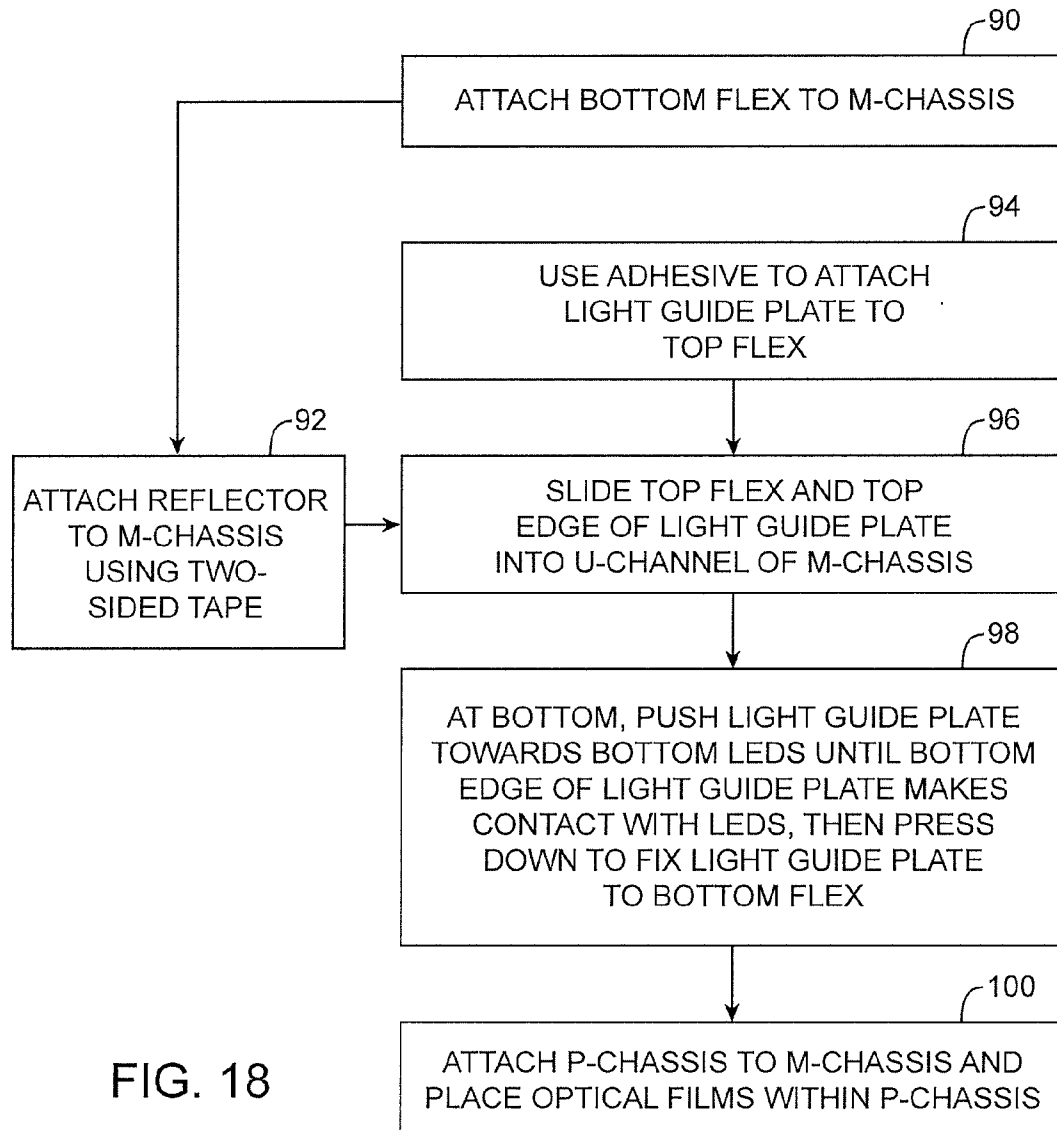 90
ATTACH BOTTOM FLEX TO M-CHASSIS
94
USE ADHESIVE TO ATTACH
LIGHT GUIDE PLATE TO
TOP FLEX
92
ATTACH REFLECTOR
TO M-CHASSIS
USING TWO-
SIDED TAPE
96
SLIDE TOP FLEX AND TOP
EDGE OF LIGHT GUIDE PLATE
INTO U-CHANNEL OF M-CHASSIS
98
AT BOTTOM, PUSH LIGHT GUIDE PLATE
TOWARDS BOTTOM LEDS UNTIL BOTTOM
EDGE OF LIGHT GUIDE PLATE MAKES
CONTACT WITH LEDS, THEN PRESS
DOWN TO FIX LIGHT GUIDE PLATE
TO BOTTOM FLEX
100
ATTACH P-CHASSIS TO M-CHASSIS AND
PLACE OPTICAL FILMS WITHIN P-CHASSIS
FIG. 18